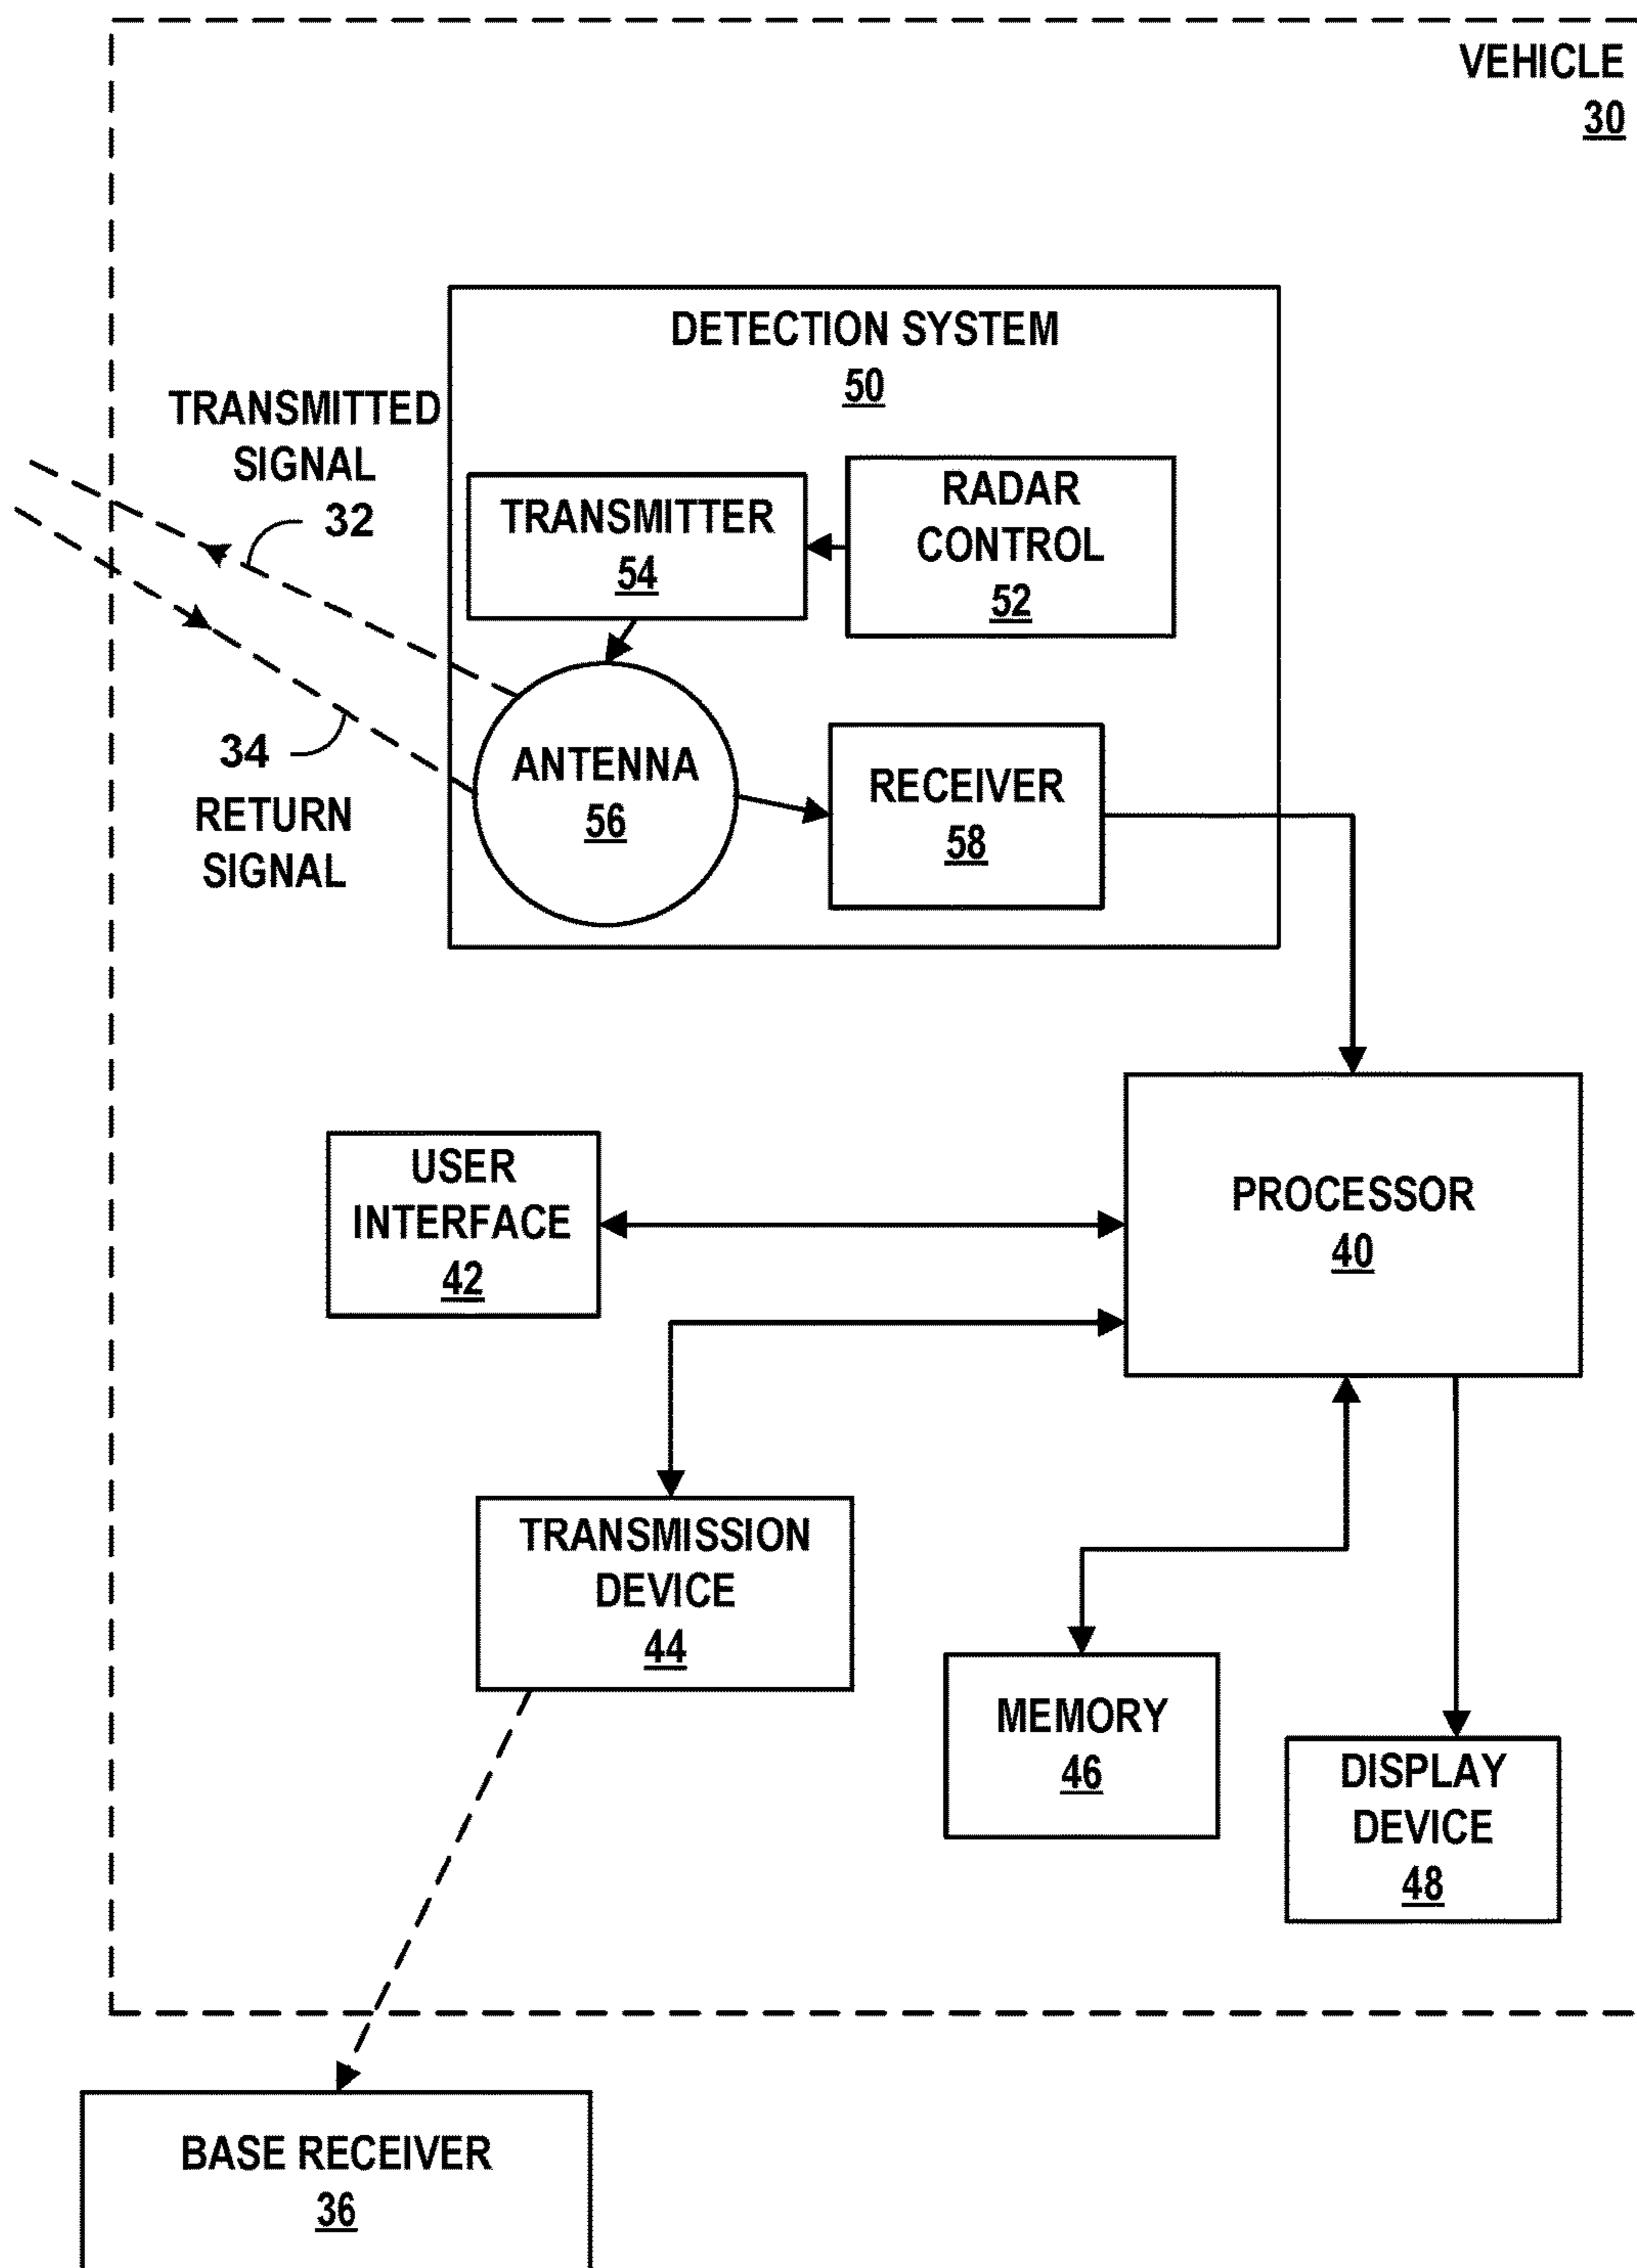 VEHICLE
30
DETECTION SYSTEM
50
TRANSMITTED
SIGNAL
32
TRANSMITTER
54
RADAR
CONTROL
52
34
RETURN
SIGNAL
ANTENNA
56
RECEIVER
58
USER
INTERFACE
42
PROCESSOR
40
TRANSMISSION
DEVICE
44
MEMORY
46
DISPLAY
DEVICE
48
BASE RECEIVER
36